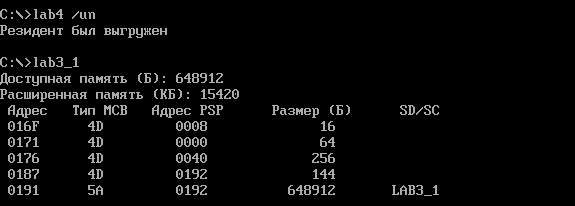 C:\>lab4 /un
Резидент был выгружен
C:\>lab3_1
Доступная память (Б): 648912
Расширенная память (КБ): 15420
Адрес Тип MCB Адрес PSP Размер (Б) SD/SC
016F 4D 0008 16
0171 4D 0000 64
0176 4D 0040 256
0187 4D 0192 144
0191 5A 0192 648912 LAB3_1